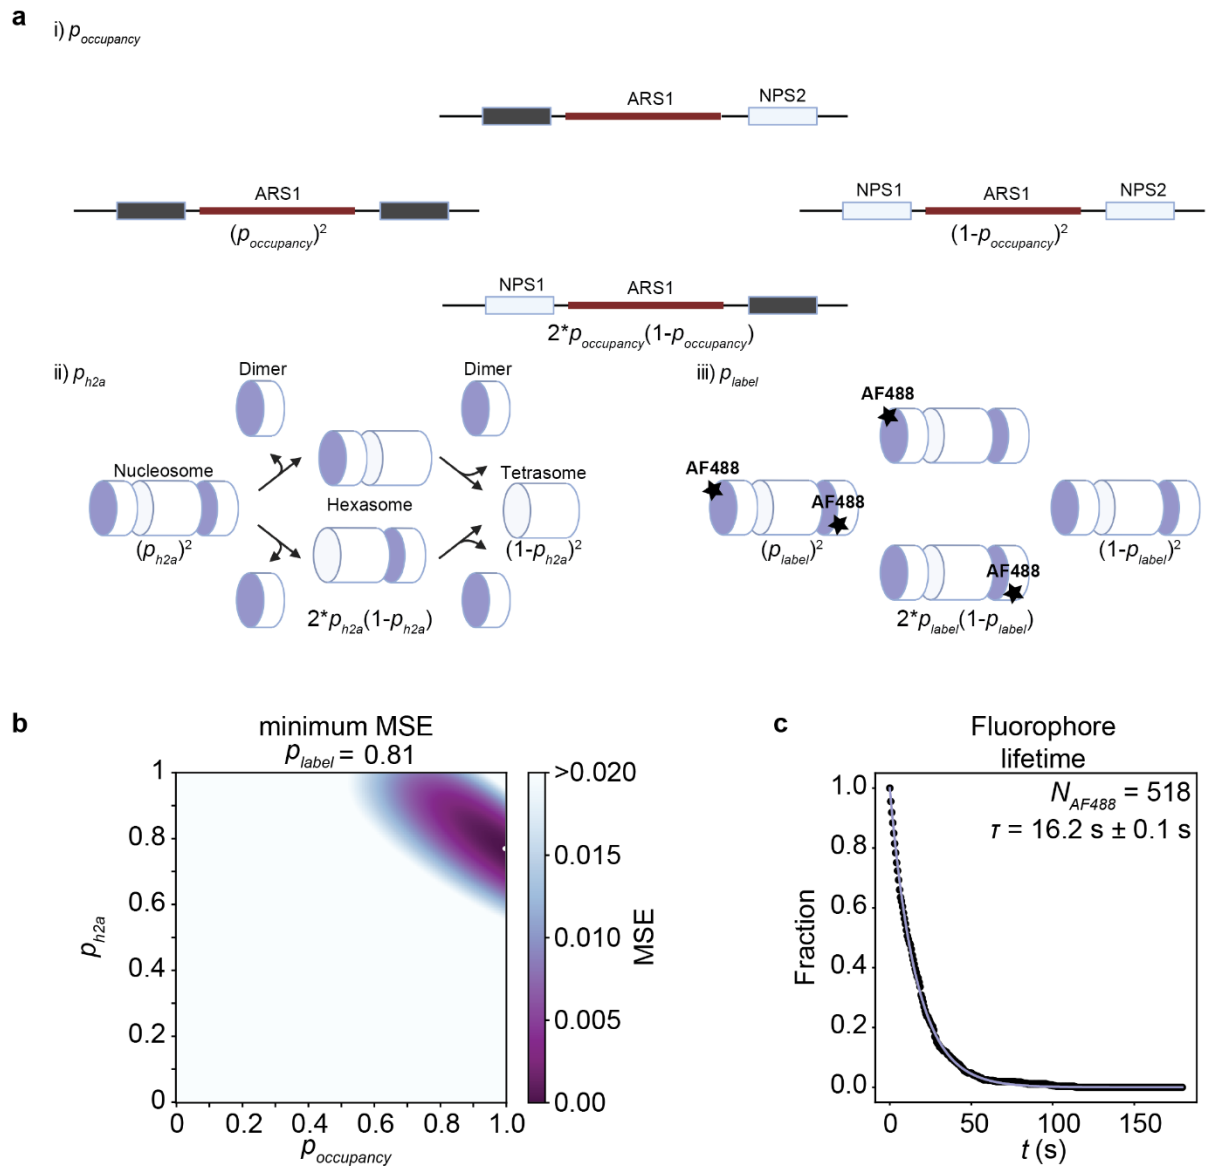 a
i) p_occupancy
ARS1
NPS2
ARS1
(p_occupancy)²
NPS1
ARS1
NPS2
(1-p_occupancy)²
NPS1
ARS1
2*p_occupancy(1-p_occupancy)
ii) p_h2a
Dimer
Dimer
Nucleosome
(p_h2a)²
Hexasome
Tetrasome
(1-p_h2a)²
2*p_h2a(1-p_h2a)
iii) p_label
AF488
AF488
AF488
(p_label)²
(1-p_label)²
AF488
2*p_label(1-p_label)
b
minimum MSE
p_label = 0.81
1
0.8
0.6
0.4
0.2
0
p_h2a
0
0.2
0.4
0.6
0.8
1.0
p_occupancy
>0.020
0.015
0.010
0.005
0.00
MSE
c
Fluorophore
lifetime
N_AF488 = 518
τ = 16.2 s ± 0.1 s
1.0
0.8
0.6
0.4
0.2
0.0
Fraction
0
50
100
150
t (s)